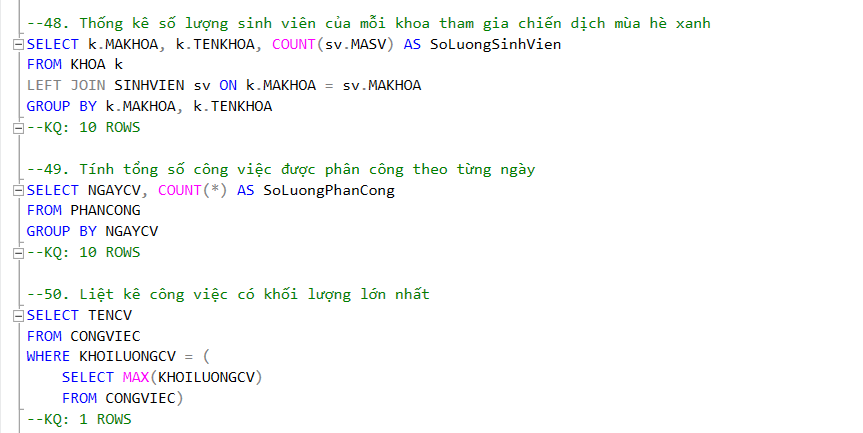 --48. Thống kê số lượng sinh viên của mỗi khoa tham gia chiến dịch mùa hè xanh
SELECT k.MAKHOA, k.TENKHOA, COUNT(sv.MASV) AS SoLuongSinhVien
FROM KHOA k
LEFT JOIN SINHVIEN sv ON k.MAKHOA = sv.MAKHOA
GROUP BY k.MAKHOA, k.TENKHOA
--KQ: 10 ROWS
--49. Tính tổng số công việc được phân công theo từng ngày
SELECT NGAYCV, COUNT(*) AS SoLuongPhanCong
FROM PHANCONG
GROUP BY NGAYCV
--KQ: 10 ROWS
--50. Liệt kê công việc có khối lượng lớn nhất
SELECT TENCV
FROM CONGVIEC
WHERE KHOILUONGCV = (
SELECT MAX(KHOILUONGCV)
FROM CONGVIEC)
--KQ: 1 ROWS